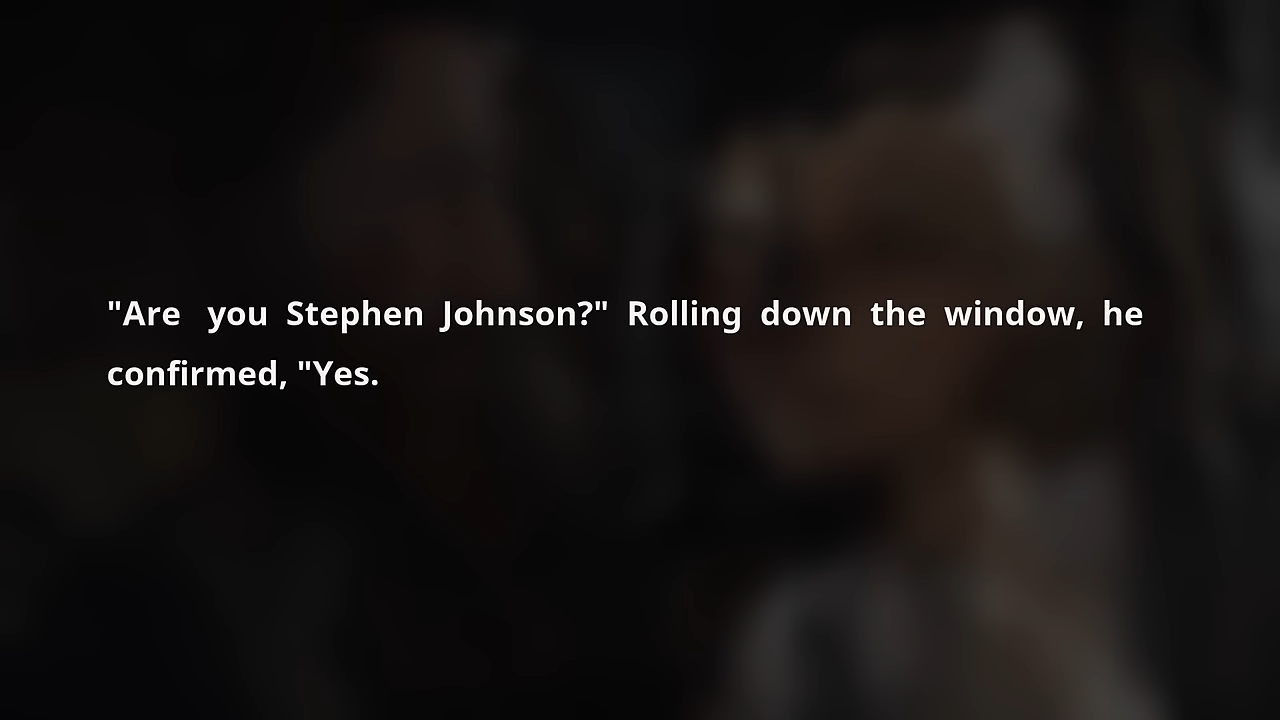 "Are you Stephen Johnson?" Rolling down the window, he
confirmed, "Yes.